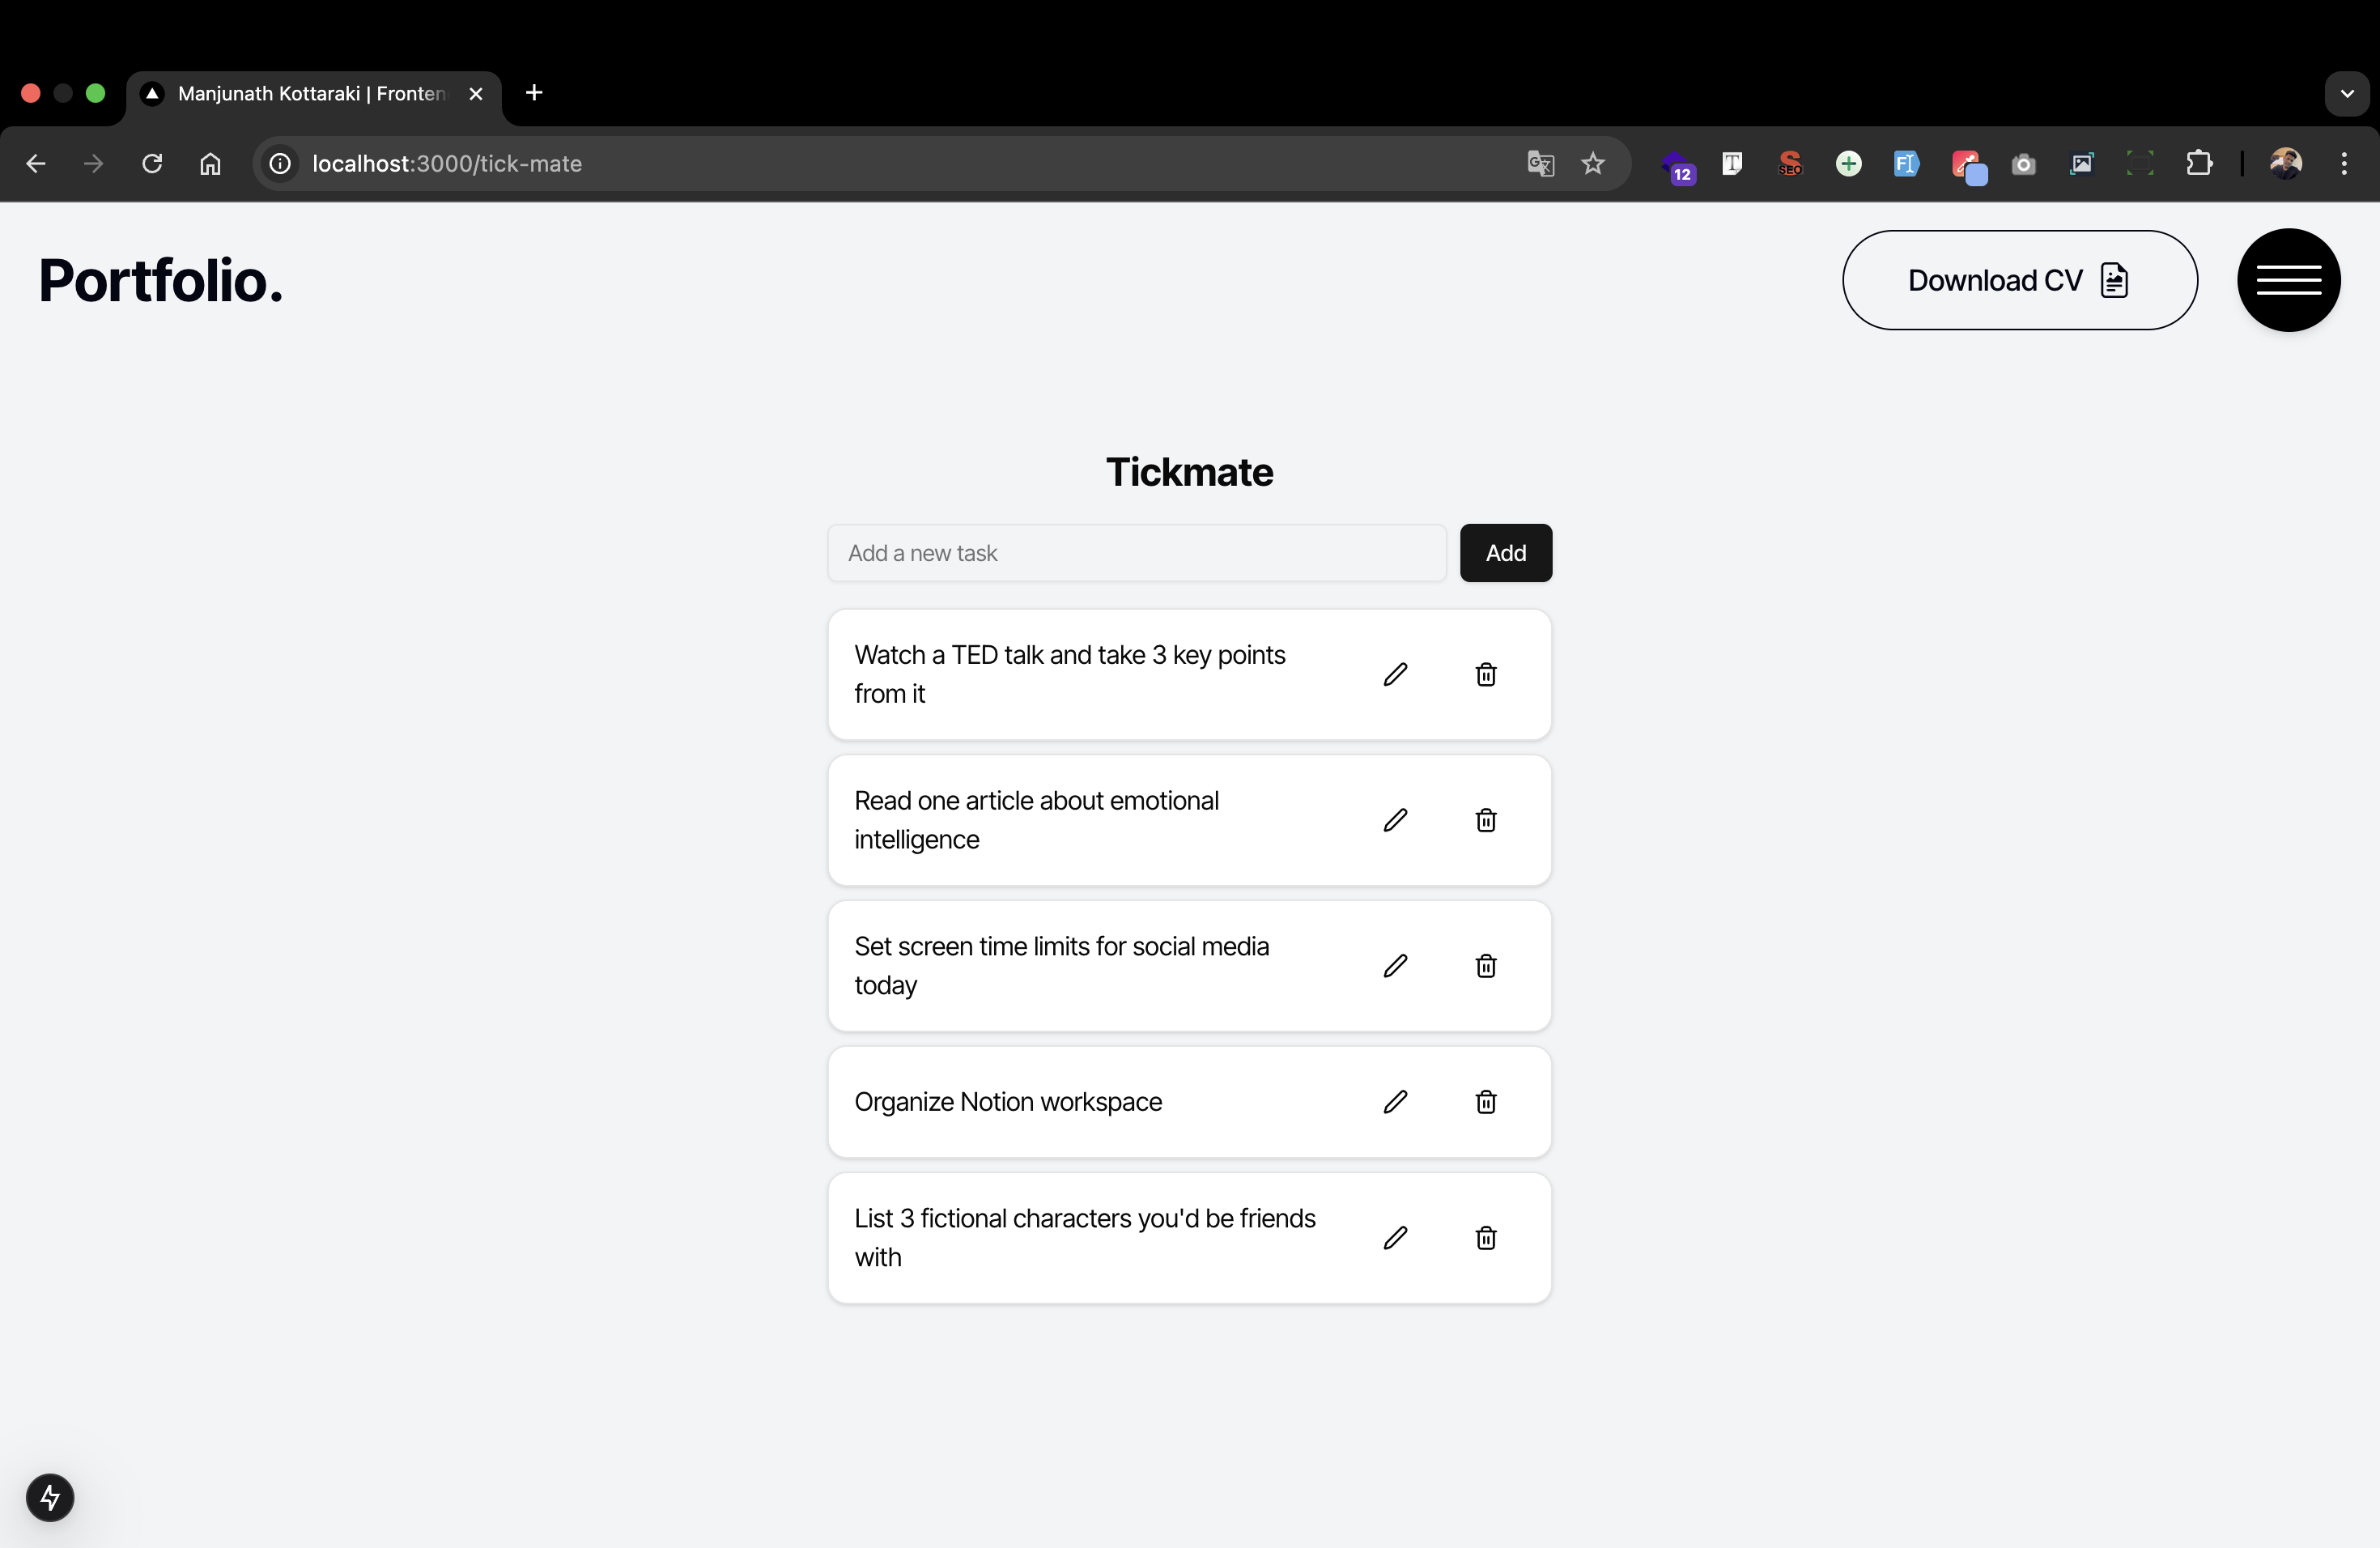 Manjunath Kottaraki | Fronten
localhost:3000/tick-mate
12
T
SEO
Portfolio.
Download CV
Tickmate
Add a new task
Add
Watch a TED talk and take 3 key points
from it
Read one article about emotional
intelligence
Set screen time limits for social media
today
Organize Notion workspace
List 3 fictional characters you'd be friends
with